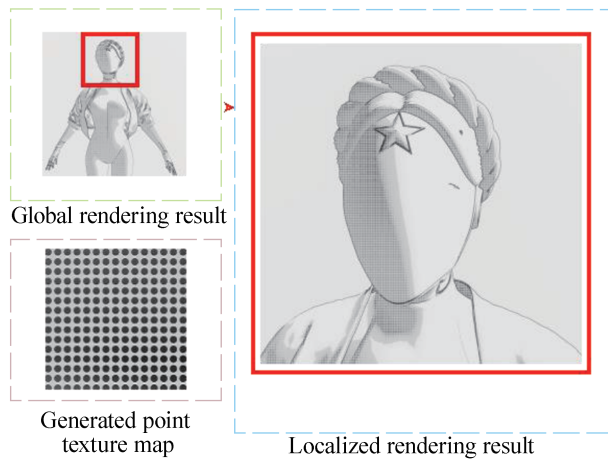 Global rendering result
Generated point
texture map
Localized rendering result